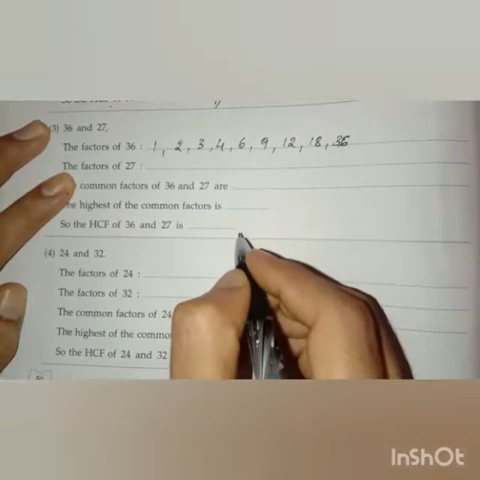 (3) 36 and 27.
The factors of 36 : 1, 2, 3, 4, 6, 9, 12, 18, 36
The factors of 27 :
common factors of 36 and 27 are
he highest of the common factors is
So the HCF of 36 and 27 is
(4) 24 and 32.
The factors of 24 :
The factors of 32 :
The common factors of 24
The highest of the commo
So the HCF of 24 and 32
InShOt